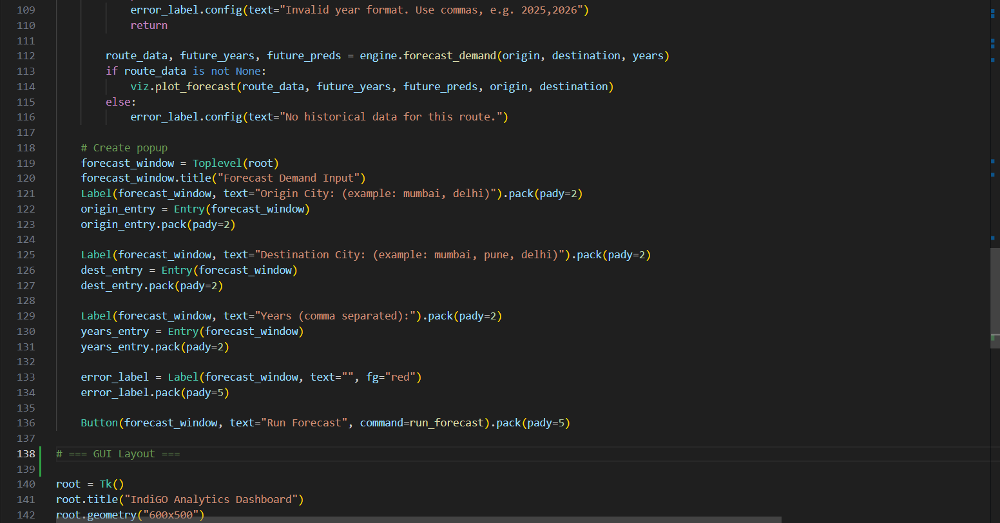 109 error_label.config(text="Invalid year format. Use commas, e.g. 2025,2026")
110 return
111
112 route_data, future_years, future_preds = engine.forecast_demand(origin, destination, years)
113 if route_data is not None:
114 viz.plot_forecast(route_data, future_years, future_preds, origin, destination)
115 else:
116 error_label.config(text="No historical data for this route.")
117
118 # Create popup
119 forecast_window = Toplevel(root)
120 forecast_window.title("Forecast Demand Input")
121 Label(forecast_window, text="Origin City: (example: mumbai, delhi)").pack(pady=2)
122 origin_entry = Entry(forecast_window)
123 origin_entry.pack(pady=2)
124
125 Label(forecast_window, text="Destination City: (example: mumbai, pune, delhi)").pack(pady=2)
126 dest_entry = Entry(forecast_window)
127 dest_entry.pack(pady=2)
128
129 Label(forecast_window, text="Years (comma separated):").pack(pady=2)
130 years_entry = Entry(forecast_window)
131 years_entry.pack(pady=2)
132
133 error_label = Label(forecast_window, text="", fg="red")
134 error_label.pack(pady=5)
135
136 Button(forecast_window, text="Run Forecast", command=run_forecast).pack(pady=5)
137
138 # === GUI Layout ===
139
140 root = Tk()
141 root.title("IndiGO Analytics Dashboard")
142 root.geometry("600x500")